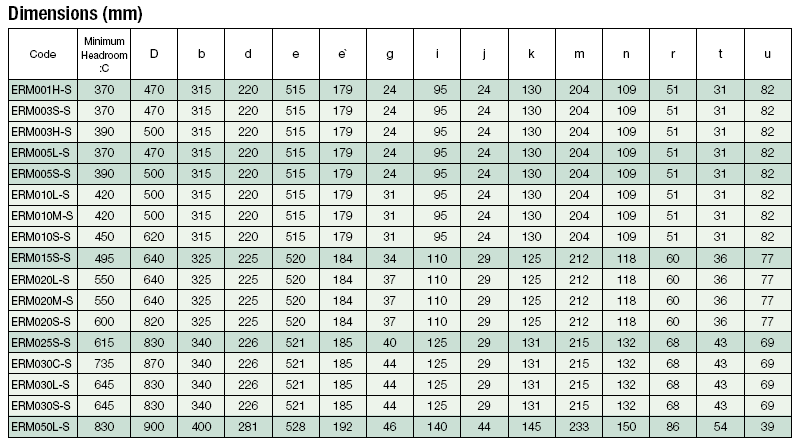 Dimensions (mm)
Code Minimum Headroom :C D b d e e` g i j k m n r t u
ERM001H-S 370 470 315 220 515 179 24 95 24 130 204 109 51 31 82
ERM003S-S 370 470 315 220 515 179 24 95 24 130 204 109 51 31 82
ERM003H-S 390 500 315 220 515 179 24 95 24 130 204 109 51 31 82
ERM005L-S 370 470 315 220 515 179 24 95 24 130 204 109 51 31 82
ERM005S-S 390 500 315 220 515 179 24 95 24 130 204 109 51 31 82
ERM010L-S 420 500 315 220 515 179 31 95 24 130 204 109 51 31 82
ERM010M-S 420 500 315 220 515 179 31 95 24 130 204 109 51 31 82
ERM010S-S 450 620 315 220 515 179 31 95 24 130 204 109 51 31 82
ERM015S-S 495 640 325 225 520 184 34 110 29 125 212 118 60 36 77
ERM020L-S 550 640 325 225 520 184 37 110 29 125 212 118 60 36 77
ERM020M-S 550 640 325 225 520 184 37 110 29 125 212 118 60 36 77
ERM020S-S 600 820 325 225 520 184 37 110 29 125 212 118 60 36 77
ERM025S-S 615 830 340 226 521 185 40 125 29 131 215 132 68 43 69
ERM030C-S 735 870 340 226 521 185 44 125 29 131 215 132 68 43 69
ERM030L-S 645 830 340 226 521 185 44 125 29 131 215 132 68 43 69
ERM030S-S 645 830 340 226 521 185 44 125 29 131 215 132 68 43 69
ERM050L-S 830 900 400 281 528 192 46 140 44 145 233 150 86 54 39